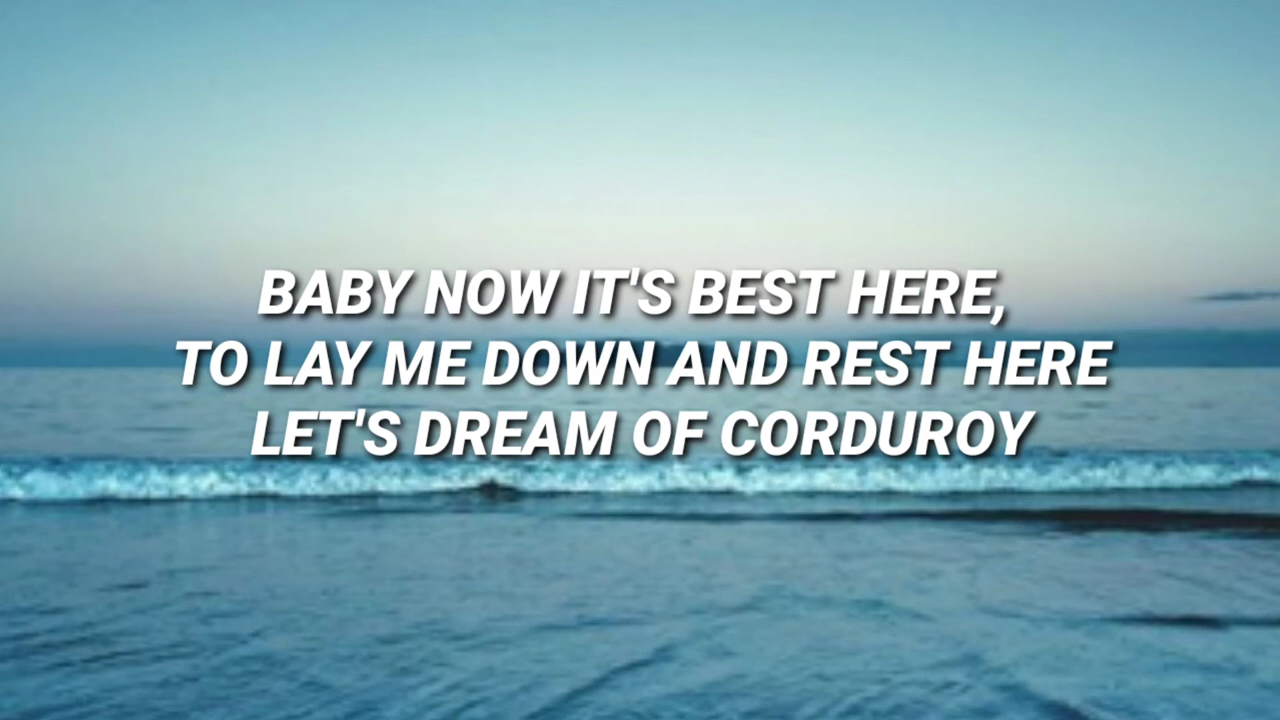 BABY NOW IT'S BEST HERE,
TO LAY ME DOWN AND REST HERE
LET'S DREAM OF CORDUROY